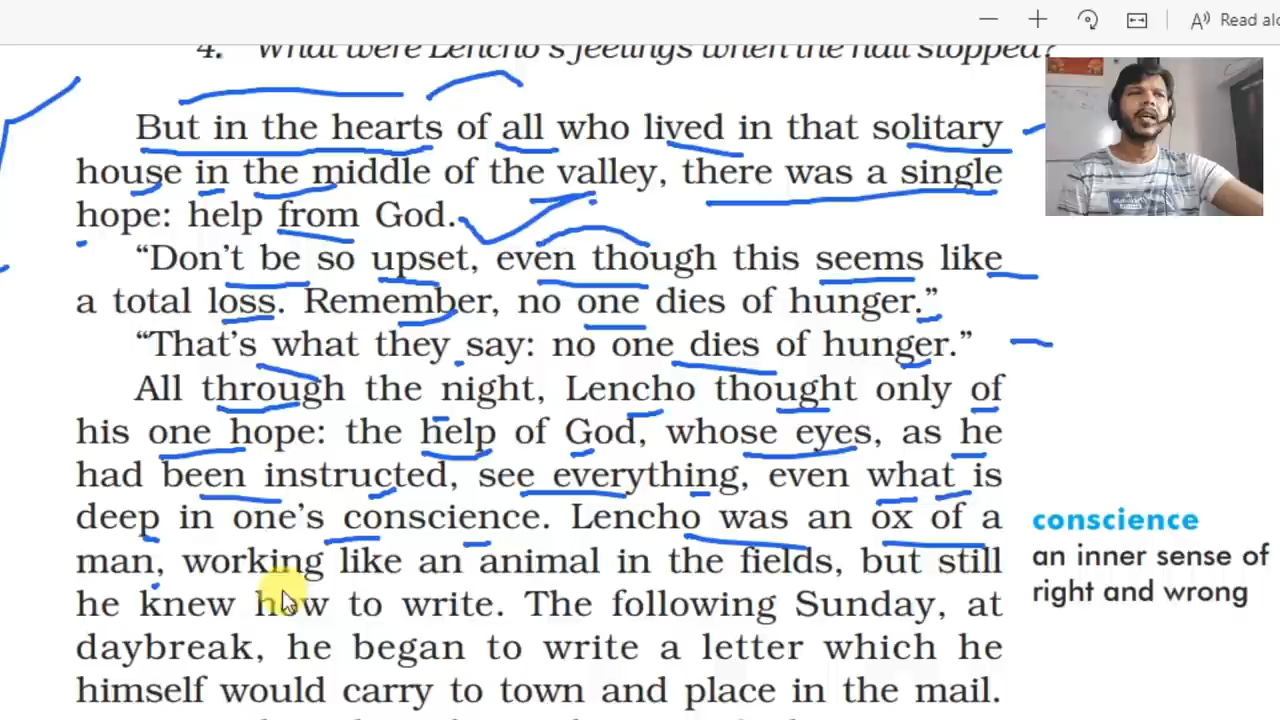 Read
4. What were Lencho's feelings when the hail stopped?
But in the hearts of all who lived in that solitary
house in the middle of the valley, there was a single
hope: help from God.
“Don't be so upset, even though this seems like
a total loss. Remember, no one dies of hunger.”
“That's what they say: no one dies of hunger.”
All through the night, Lencho thought only of
his one hope: the help of God, whose eyes, as he
had been instructed, see everything, even what is
deep in one's conscience. Lencho was an ox of a
man, working like an animal in the fields, but still
he knew how to write. The following Sunday, at
daybreak, he began to write a letter which he
himself would carry to town and place in the mail.
conscience
an inner sense of
right and wrong